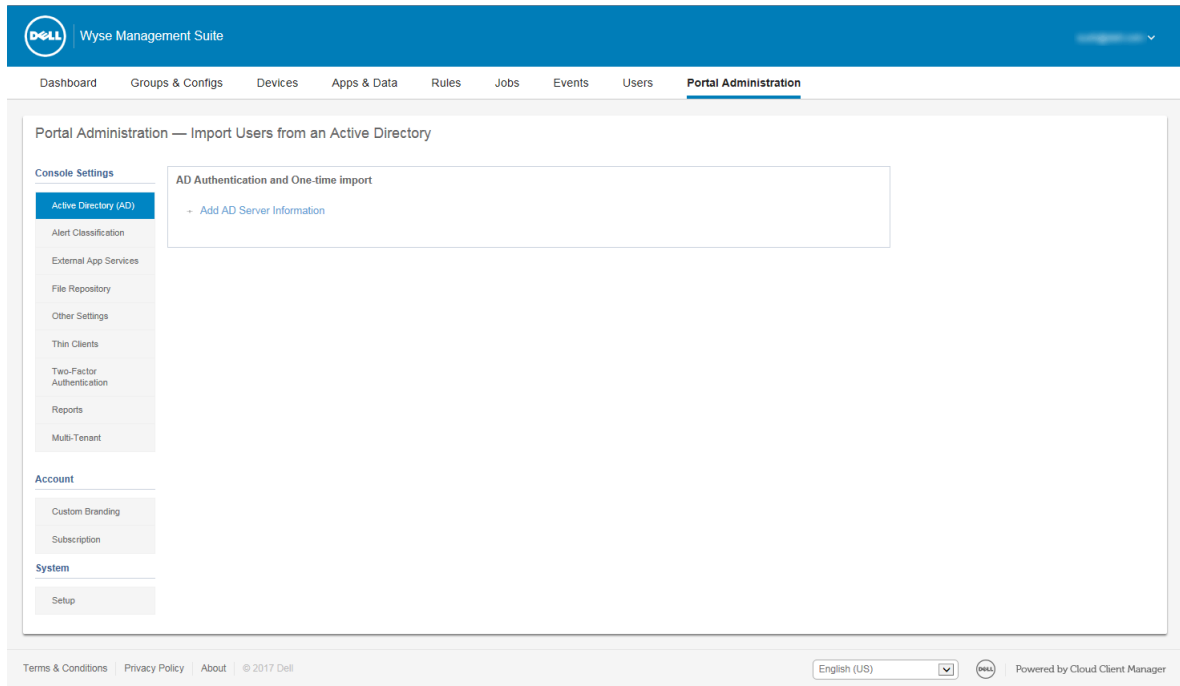 DELL
Wyse Management Suite
Dashboard
Groups & Configs
Devices
Apps & Data
Rules
Jobs
Events
Users
Portal Administration
Portal Administration — Import Users from an Active Directory
Console Settings
Active Directory (AD)
Alert Classification
External App Services
File Repository
Other Settings
Thin Clients
Two-Factor
Authentication
Reports
Multi-Tenant
Account
Custom Branding
Subscription
System
Setup
AD Authentication and One-time import
+ Add AD Server Information
Terms & Conditions
Privacy Policy
About
© 2017 Dell
English (US)
DELL
Powered by Cloud Client Manager